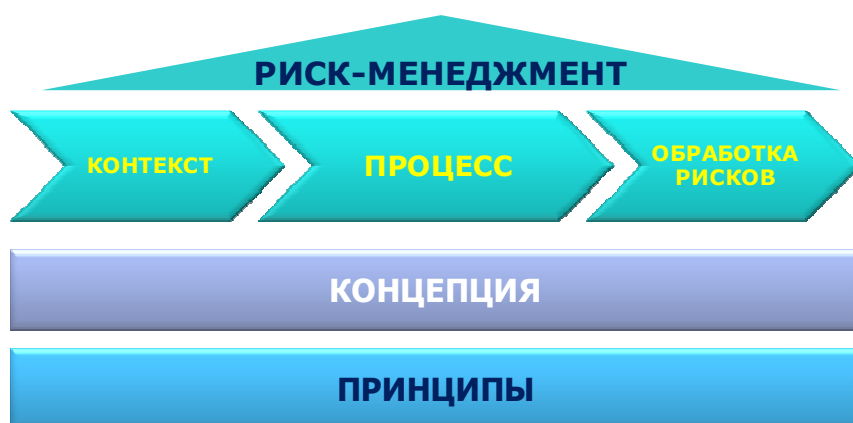 РИСК-МЕНЕДЖМЕНТ
КОНТЕКСТ
ПРОЦЕСС
ОБРАБОТКА
РИСКОВ
КОНЦЕПЦИЯ
ПРИНЦИПЫ